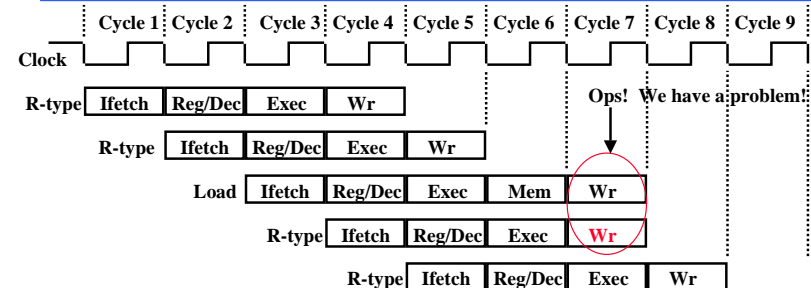 Cycle 1 Cycle 2 Cycle 3 Cycle 4 Cycle 5 Cycle 6 Cycle 7 Cycle 8 Cycle 9
Clock
R-type Ifetch Reg/Dec Exec Wr Ops! We have a problem!
R-type Ifetch Reg/Dec Exec Wr
Load Ifetch Reg/Dec Exec Mem Wr
R-type Ifetch Reg/Dec Exec Wr
R-type Ifetch Reg/Dec Exec Wr